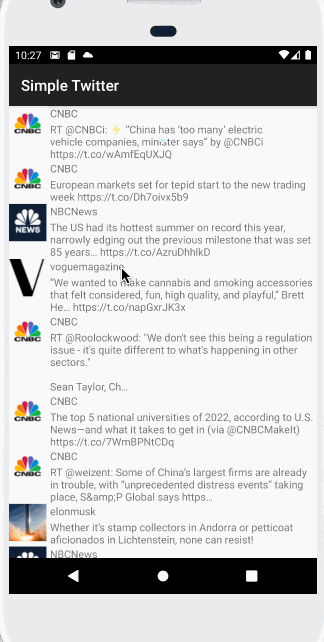 10:27
Simple Twitter
CNBC
RT @CNBCi: ⚡ “China has ‘too many’ electric
vehicle companies, minister says” by @CNBCi
https://t.co/wAmfEqUXJQ
CNBC
European markets set for tepid start to the new trading
week https://t.co/Dh7oivx5b9
NBCNews
The US had its hottest summer on record this year,
narrowly edging out the previous milestone that was set
85 years… https://t.co/AzruDhhlkD
voguemagazine
“We wanted to make cannabis and smoking accessories
that felt considered, fun, high quality, and playful,” Brett
He… https://t.co/napGxrJK3x
CNBC
RT @Roolockwood: "We don't see this being a regulation
issue - it's quite different to what's happening in other
sectors."
Sean Taylor, Ch…
CNBC
The top 5 national universities of 2022, according to U.S.
News—and what it takes to get in (via @CNBCMakeIt)
https://t.co/7WmBPNtCDq
CNBC
RT @weizent: Some of China's largest firms are already
in trouble, with “unprecedented distress events” taking
place, S&amp;P Global says https…
elonmusk
Whether it’s stamp collectors in Andorra or petticoat
aficionados in Lichtenstein, none can resist!
NBCNews